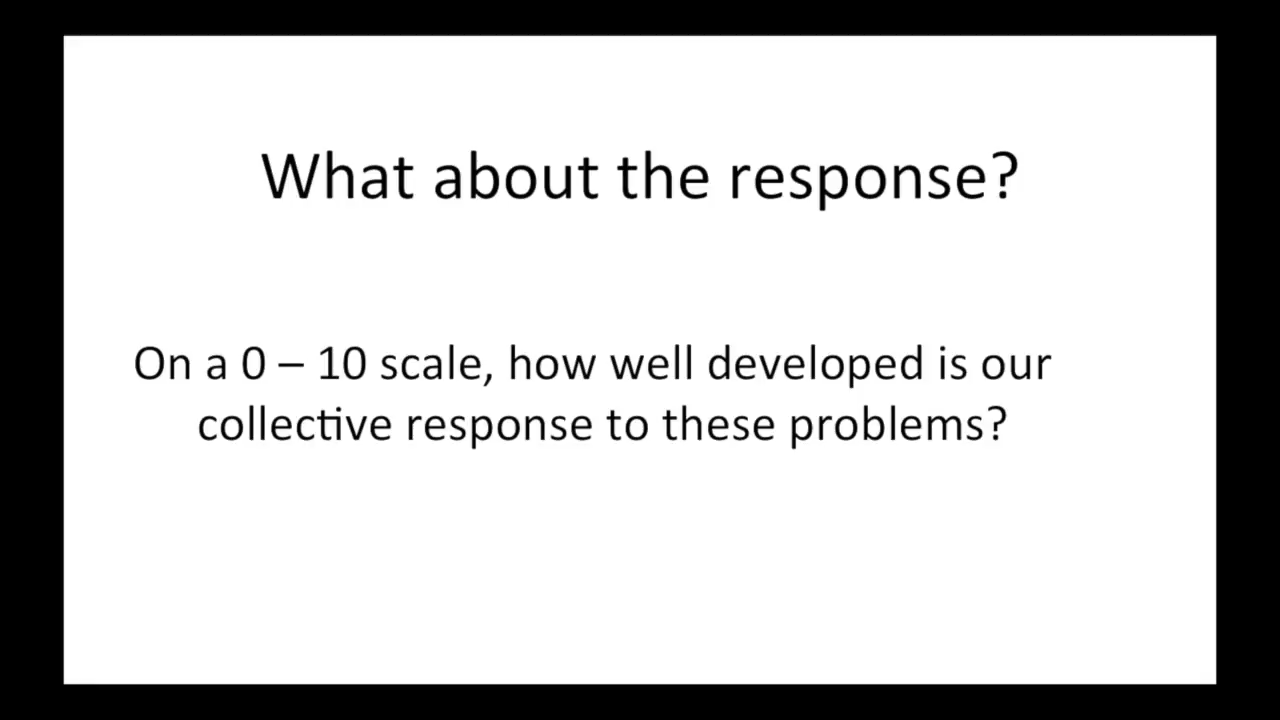 What about the response?
On a 0 – 10 scale, how well developed is our
collective response to these problems?